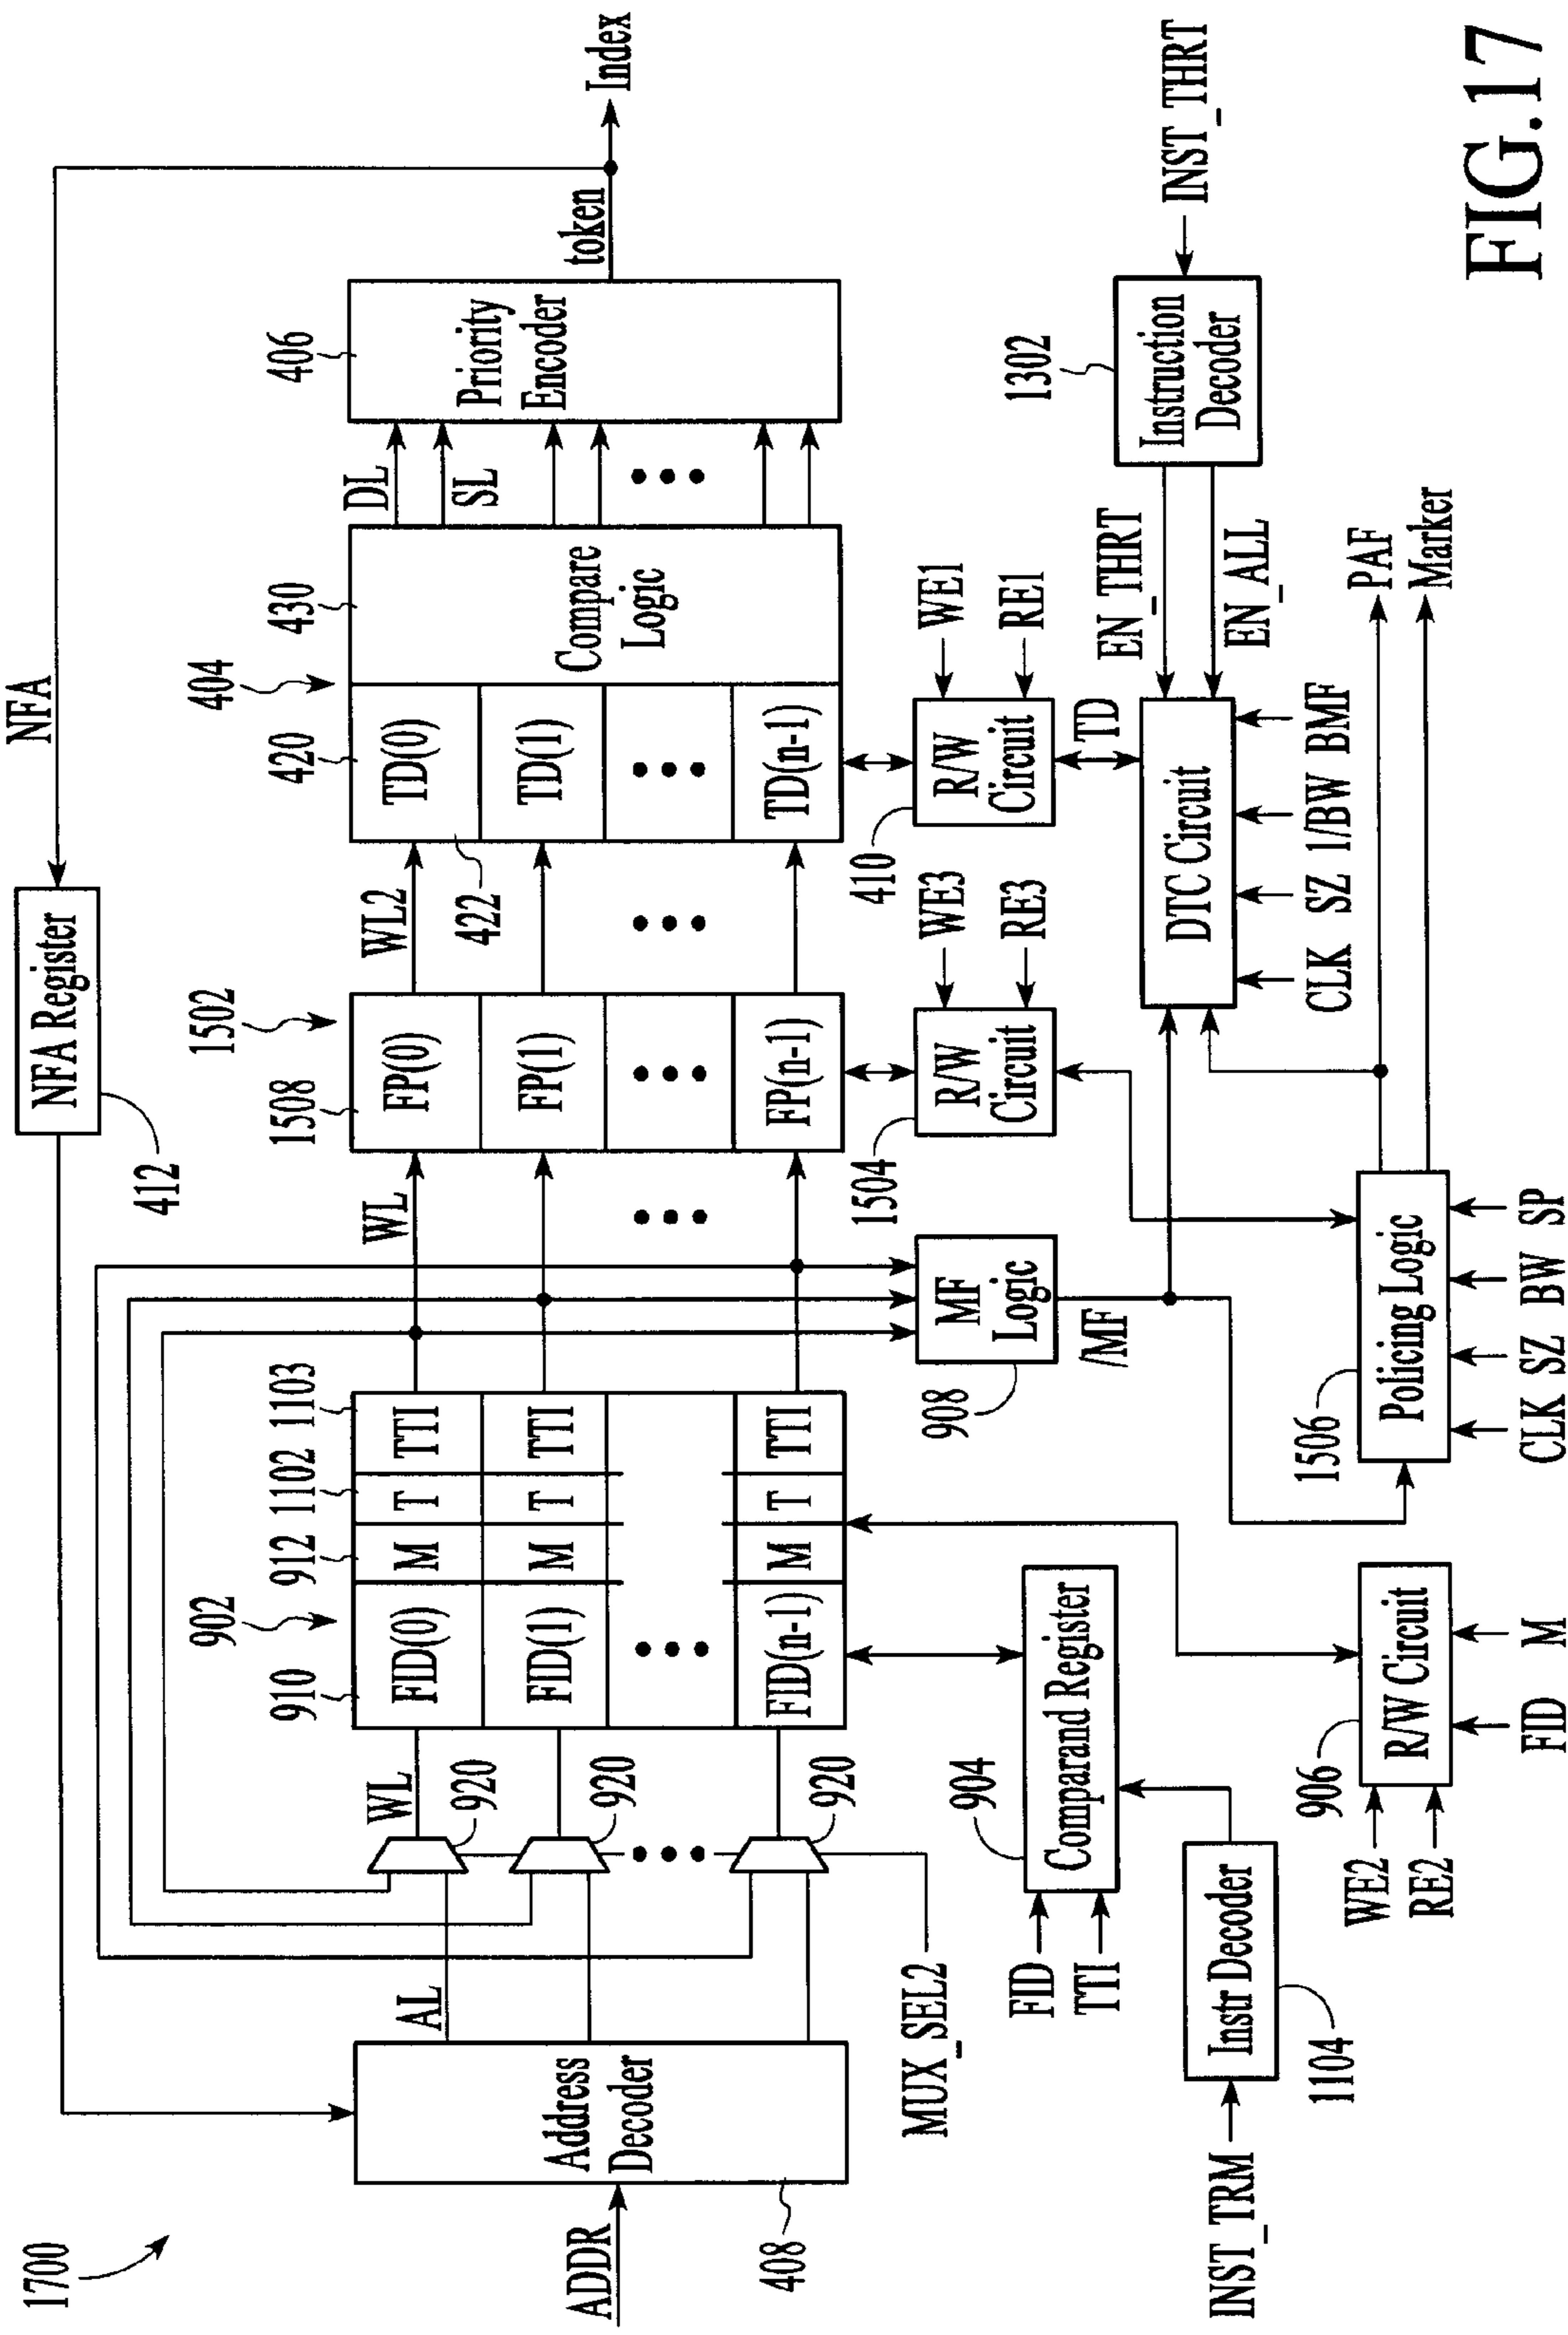 1700
NFA
NFA Register
412
ADDR
Address
Decoder
408
AL
WL
920
920
920
MUX_SEL2
902
910
912
1102
1103
FID(0)
M
T
TTI
FID(1)
M
T
TTI
FID(n-1)
M
T
TTI
WL
1502
1508
FP(0)
FP(1)
FP(n-1)
WL2
422
404
420
430
TD(0)
TD(1)
TD(n-1)
Compare
Logic
DL
SL
406
Priority
Encoder
token
Index
MF
Logic
908
/MF
R/W
Circuit
1504
WE3
RE3
R/W
Circuit
410
WE1
RE1
TD
FID
TTI
904
Comparand Register
INST_TRM
Instr Decoder
1104
WE2
RE2
906
R/W Circuit
FID
M
1506
Policing Logic
CLK
SZ
BW
SP
DTC Circuit
CLK
SZ
1/BW
BMF
EN_THRT
EN_ALL
1302
Instruction
Decoder
INST_THRT
PAF
Marker
FIG.17